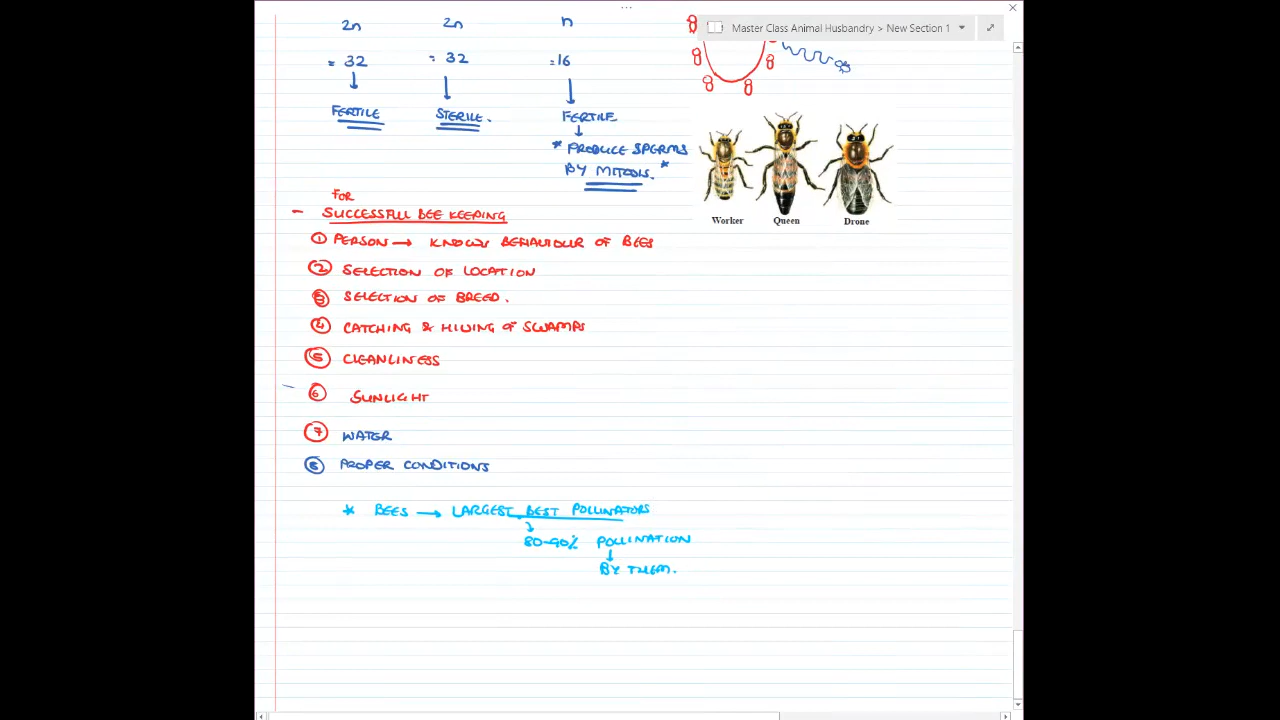 Master Class Animal Husbandry > New Section 1
2n 2n n
= 32 = 32 =16
FERTILE STERILE. FERTILE
* PRODUCE SPERMS
BY MITOSIS. *
Worker Queen Drone
FOR
- SUCCESSFUL BEE KEEPING
① PERSON → KNOWS BEHAVIOUR OF BEES
② SELECTION OF LOCATION
③ SELECTION OF BREED.
④ CATCHING & HIVING OF SWARMS
⑤ CLEANLINESS
⑥ SUNLIGHT
⑦ WATER
⑧ PROPER CONDITIONS
* BEES → LARGEST BEST POLLINATORS
80-90% POLLINATION
BY THEM.